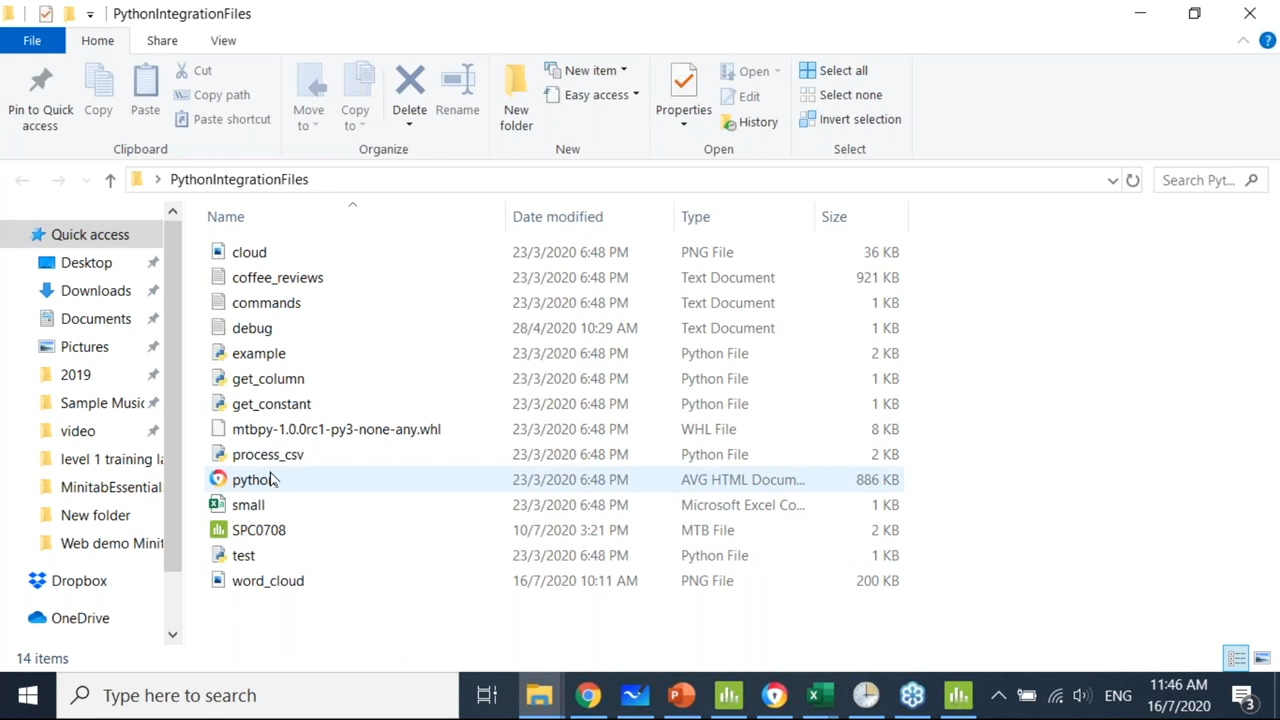 PythonIntegrationFiles
File Home Share View
Pin to Quick access
Copy
Paste
Cut
Copy path
Paste shortcut
Clipboard
Move to
Copy to
Delete
Rename
Organize
New folder
New item
Easy access
New
Properties
Open
Edit
History
Open
Select all
Select none
Invert selection
Select
PythonIntegrationFiles
Search Pyt...
Quick access
Desktop
Downloads
Documents
Pictures
2019
Sample Music
video
level 1 training la
MinitabEssential
New folder
Web demo Minit
Dropbox
OneDrive
Name Date modified Type Size
cloud 23/3/2020 6:48 PM PNG File 36 KB
coffee_reviews 23/3/2020 6:48 PM Text Document 921 KB
commands 23/3/2020 6:48 PM Text Document 1 KB
debug 28/4/2020 10:29 AM Text Document 1 KB
example 23/3/2020 6:48 PM Python File 2 KB
get_column 23/3/2020 6:48 PM Python File 1 KB
get_constant 23/3/2020 6:48 PM Python File 1 KB
mtbpy-1.0.0rc1-py3-none-any.whl 23/3/2020 6:48 PM WHL File 8 KB
process_csv 23/3/2020 6:48 PM Python File 2 KB
python 23/3/2020 6:48 PM AVG HTML Docum... 886 KB
small 23/3/2020 6:48 PM Microsoft Excel Co... 1 KB
SPC0708 10/7/2020 3:21 PM MTB File 2 KB
test 23/3/2020 6:48 PM Python File 1 KB
word_cloud 16/7/2020 10:11 AM PNG File 200 KB
14 items
Type here to search
ENG
11:46 AM
16/7/2020
3